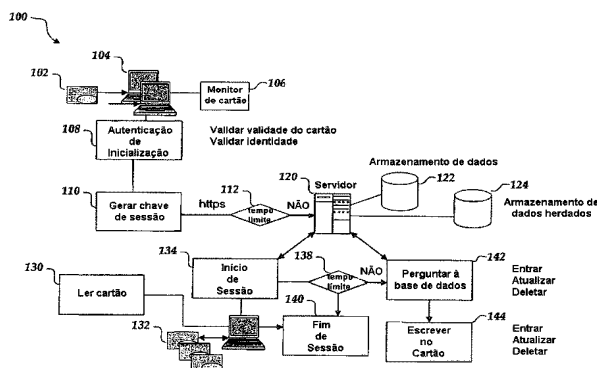 100
104
102
106
Monitor
de cartão
108
Autenticação
de
Inicialização
Validar validade do cartão
Validar identidade
110
Gerar chave
de sessão
https
112
tempo
limite
NÃO
120
Servidor
Armazenamento de dados
122
124
Armazenamento de
dados herdados
130
Ler cartão
132
134
Início
de
Sessão
138
tempo
limite
NÃO
140
Fim
de
Sessão
142
Perguntar à
base de dados
Entrar
Atualizar
Deletar
144
Escrever
no
Cartão
Entrar
Atualizar
Deletar